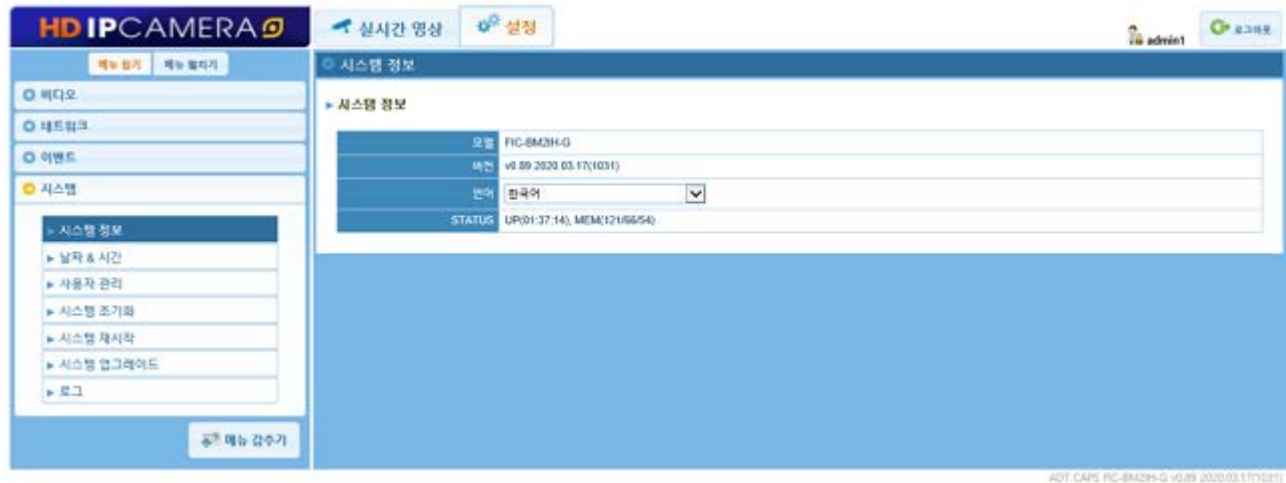 HD IPCAMERA
실시간 영상
설정
admin1
로그아웃
메뉴 접기
메뉴 펼치기
비디오
네트워크
이벤트
시스템
시스템 정보
날짜 & 시간
사용자 관리
시스템 초기화
시스템 재시작
시스템 업그레이드
로그
메뉴 감추기
시스템 정보
시스템 정보
모델 FIC-BM2IH-G
버전 v0.89 2020.03.17(1031)
언어 한국어
STATUS UP(01:37:14), MEM(121/66/54)
ADT CAPS FIC-BM2IH-G v0.89 2020.03.17(1031)